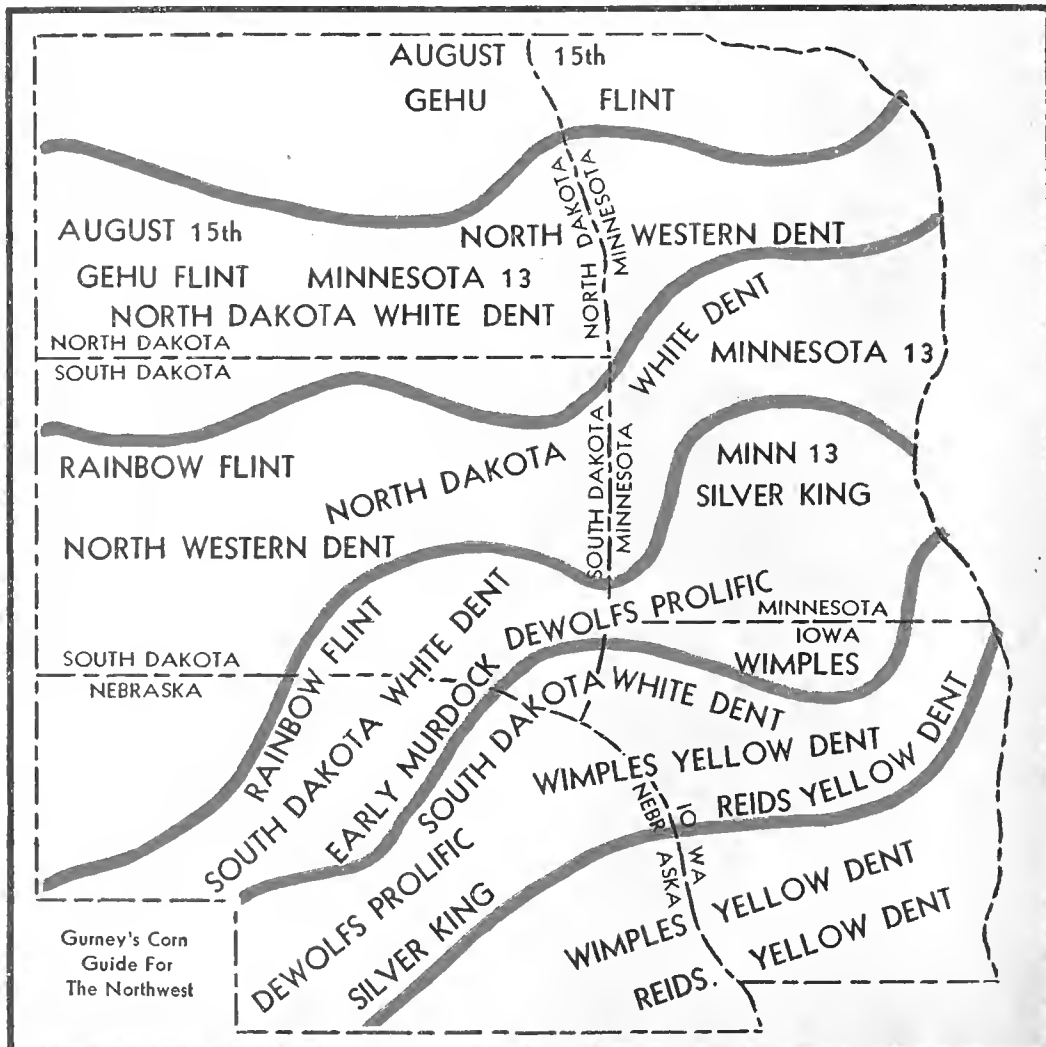 AUGUST 15th
GEHU FLINT
NORTH DAKOTA
MINNESOTA
AUGUST 15th
NORTH WESTERN DENT
GEHU FLINT MINNESOTA 13
NORTH DAKOTA WHITE DENT
NORTH DAKOTA
SOUTH DAKOTA
MINNESOTA 13
RAINBOW FLINT
NORTH DAKOTA WHITE DENT
SOUTH DAKOTA
MINNESOTA
MINN 13
SILVER KING
NORTH WESTERN DENT
RAINBOW FLINT
SOUTH DAKOTA WHITE DENT
EARLY MURDOCK DEWOLFS PROLIFIC
MINNESOTA
IOWA
WIMPLES
SOUTH DAKOTA
NEBRASKA
SOUTH DAKOTA WHITE DENT
WIMPLES YELLOW DENT
REIDS YELLOW DENT
NEBR
ASKA
IO
WA
DEWOLFS PROLIFIC
SILVER KING
WIMPLES YELLOW DENT
REIDS. YELLOW DENT
Gurney's Corn
Guide For
The Northwest